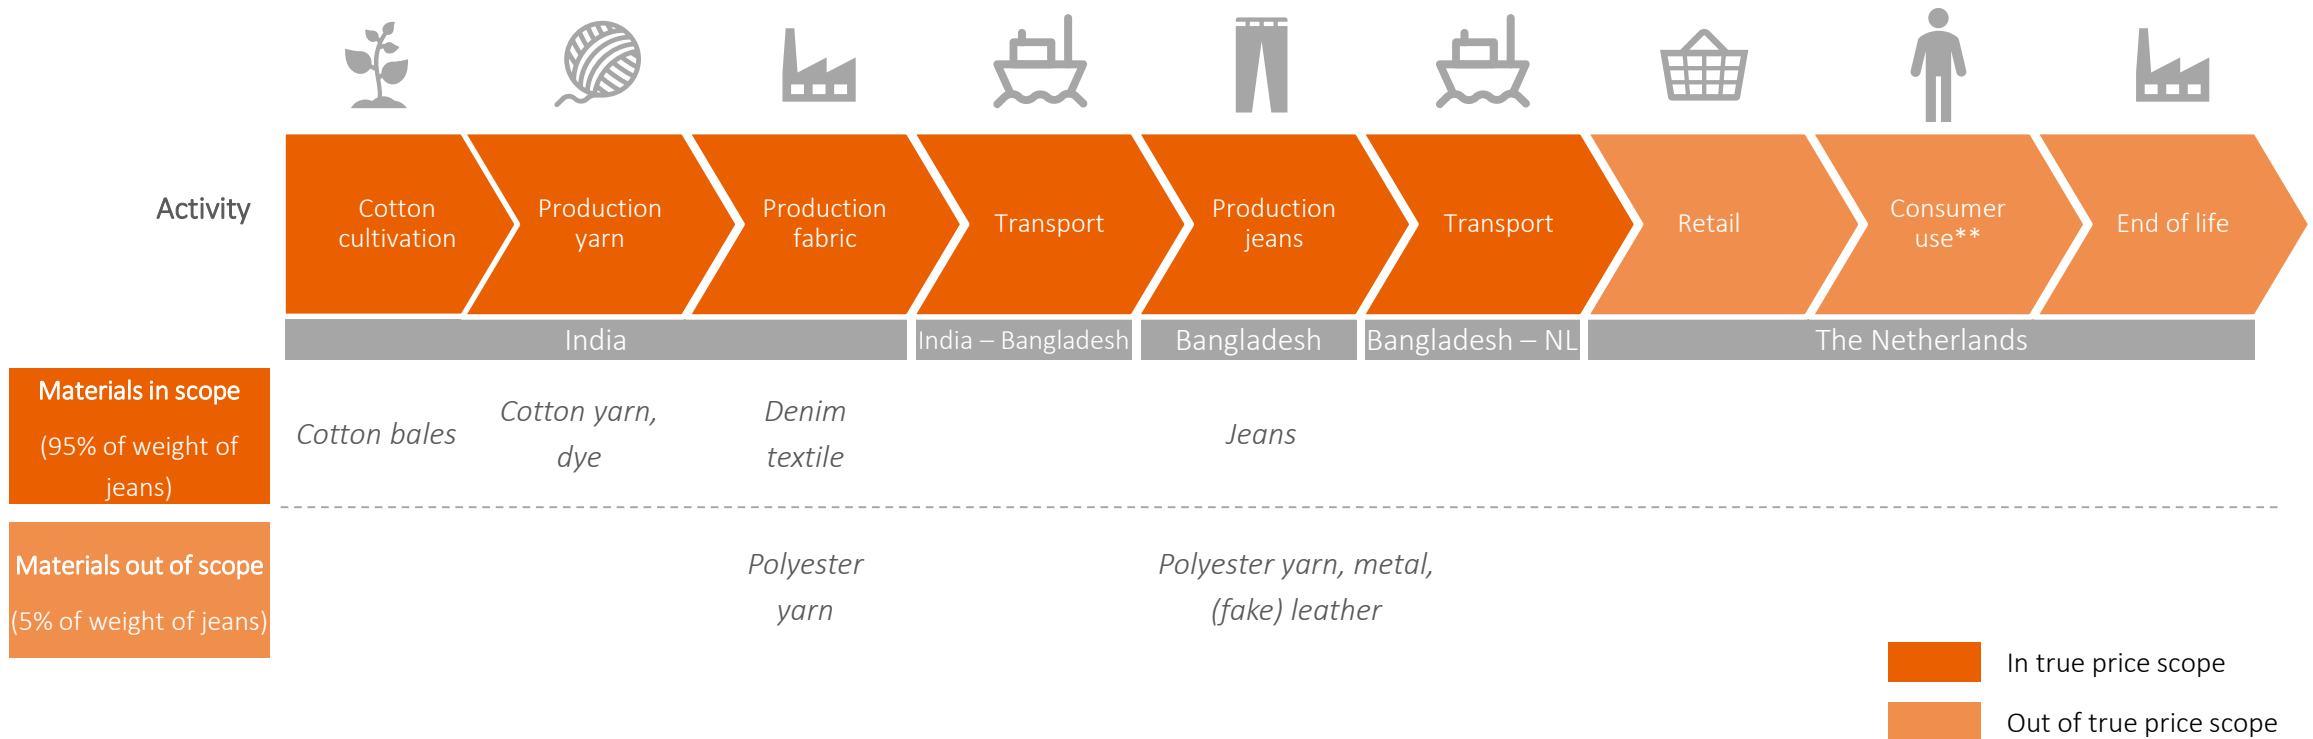 Activity
Cotton
cultivation
Production
yarn
Production
fabric
Transport
Production
jeans
Transport
Retail
Consumer
use**
End of life
India
India – Bangladesh
Bangladesh
Bangladesh – NL
The Netherlands
Materials in scope
(95% of weight of
jeans)
Cotton bales
Cotton yarn,
dye
Denim
textile
Jeans
Materials out of scope
(5% of weight of jeans)
Polyester
yarn
Polyester yarn, metal,
(fake) leather
In true price scope
Out of true price scope